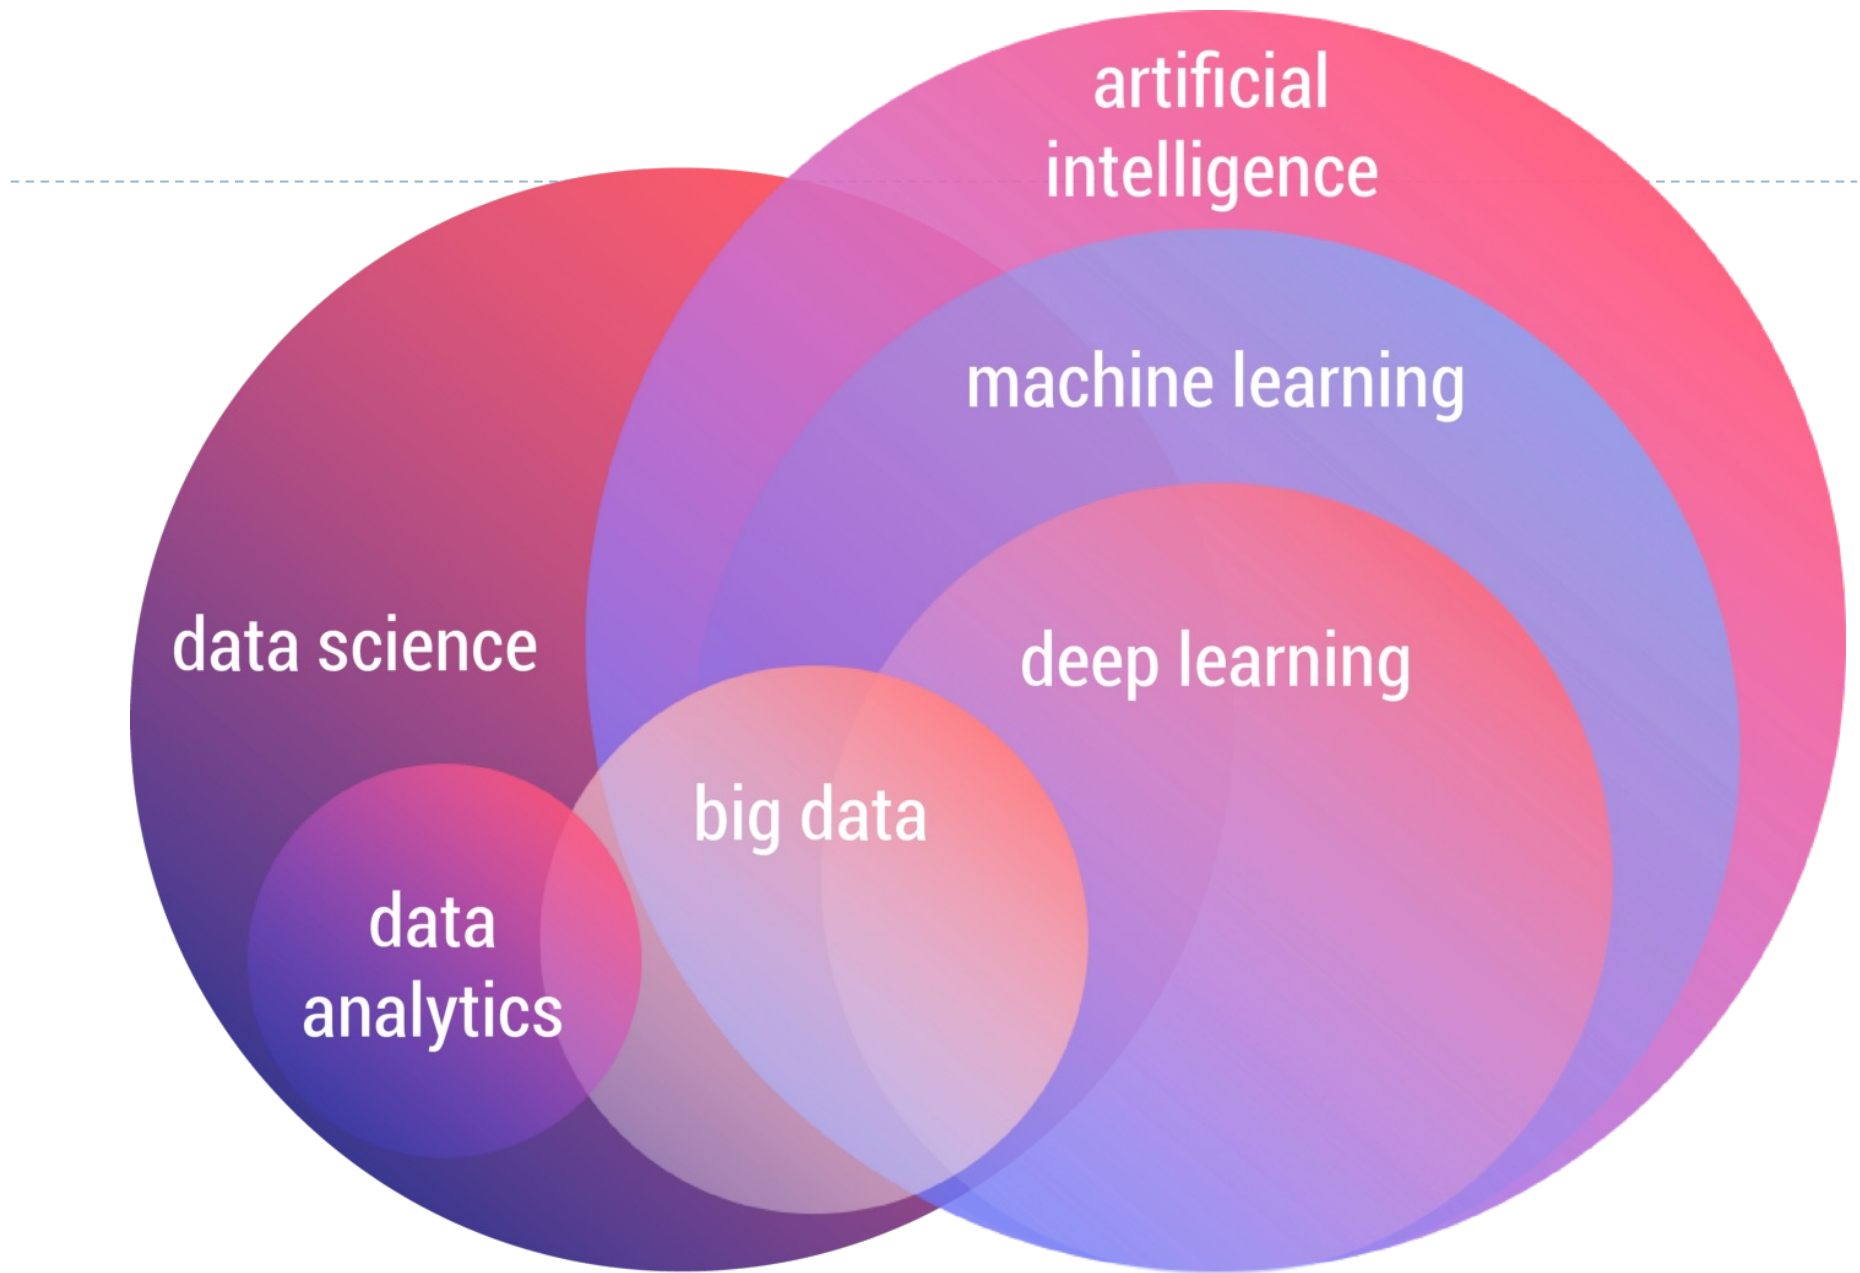 artificial
intelligence
machine learning
data science
deep learning
big data
data
analytics